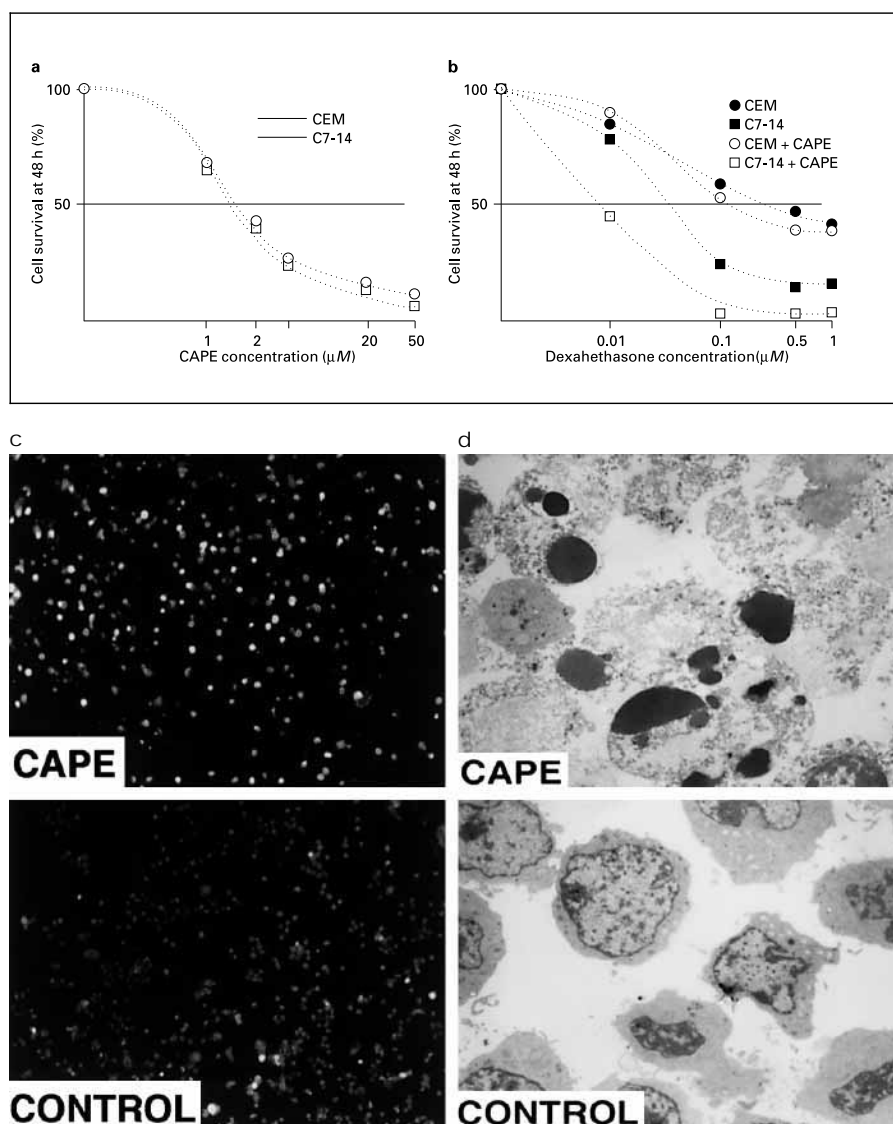 a
Cell survival at 48 h (%)
100
50
CEM
C7-14
1
2
20
50
CAPE concentration (μM)
b
Cell survival at 48 h (%)
100
50
CEM
C7-14
CEM + CAPE
C7-14 + CAPE
0.01
0.1
0.5
1
Dexahethasone concentration(μM)
c
d
CAPE
CAPE
CONTROL
CONTROL